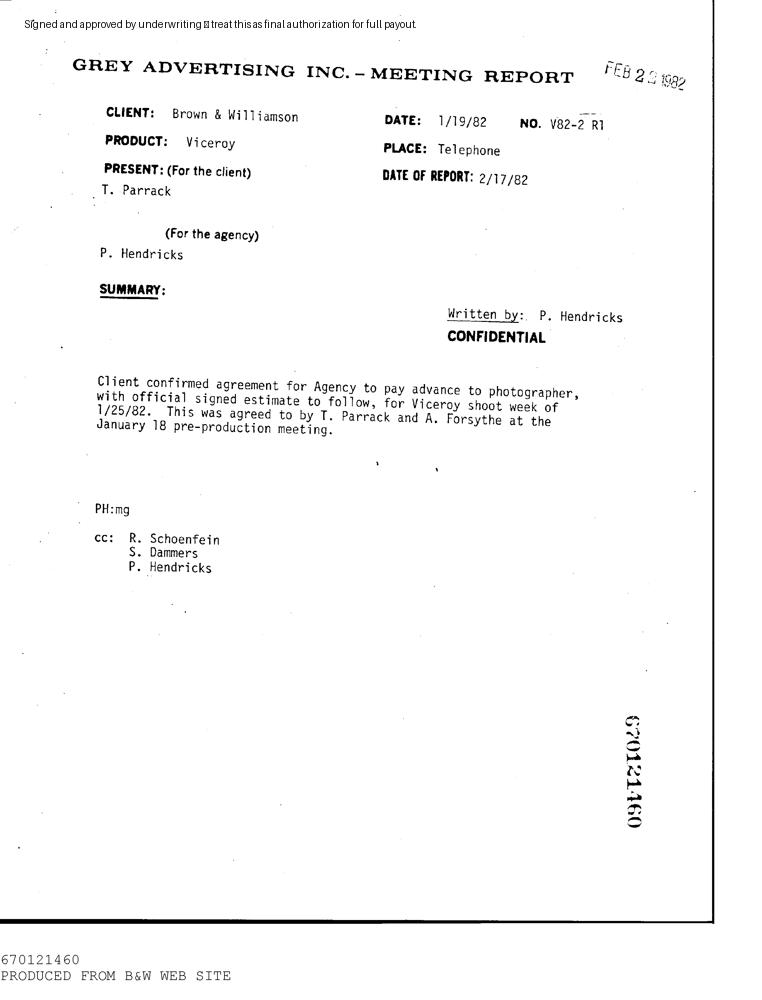 Signed and approved by underwriting treat this as final authorization for full payout.
GREY ADVERTISING INC. – MEETING REPORT
FEB 2 1982
CLIENT: Brown & Williamson
DATE: 1/19/82 NO. V82-2 R1
PRODUCT: Viceroy
PLACE: Telephone
PRESENT: (For the client)
DATE OF REPORT: 2/17/82
T. Parrack
(For the agency)
P. Hendricks
SUMMARY:
Written by: P. Hendricks
CONFIDENTIAL
Client confirmed agreement for Agency to pay advance to photographer,
with official signed estimate to follow, for Viceroy shoot week of
1/25/82. This was agreed to by T. Parrack and A. Forsythe at the
January 18 pre-production meeting.
PH:mg
cc: R. Schoenfein
S. Dammers
P. Hendricks
670121460
670121460
PRODUCED FROM B&W WEB SITE